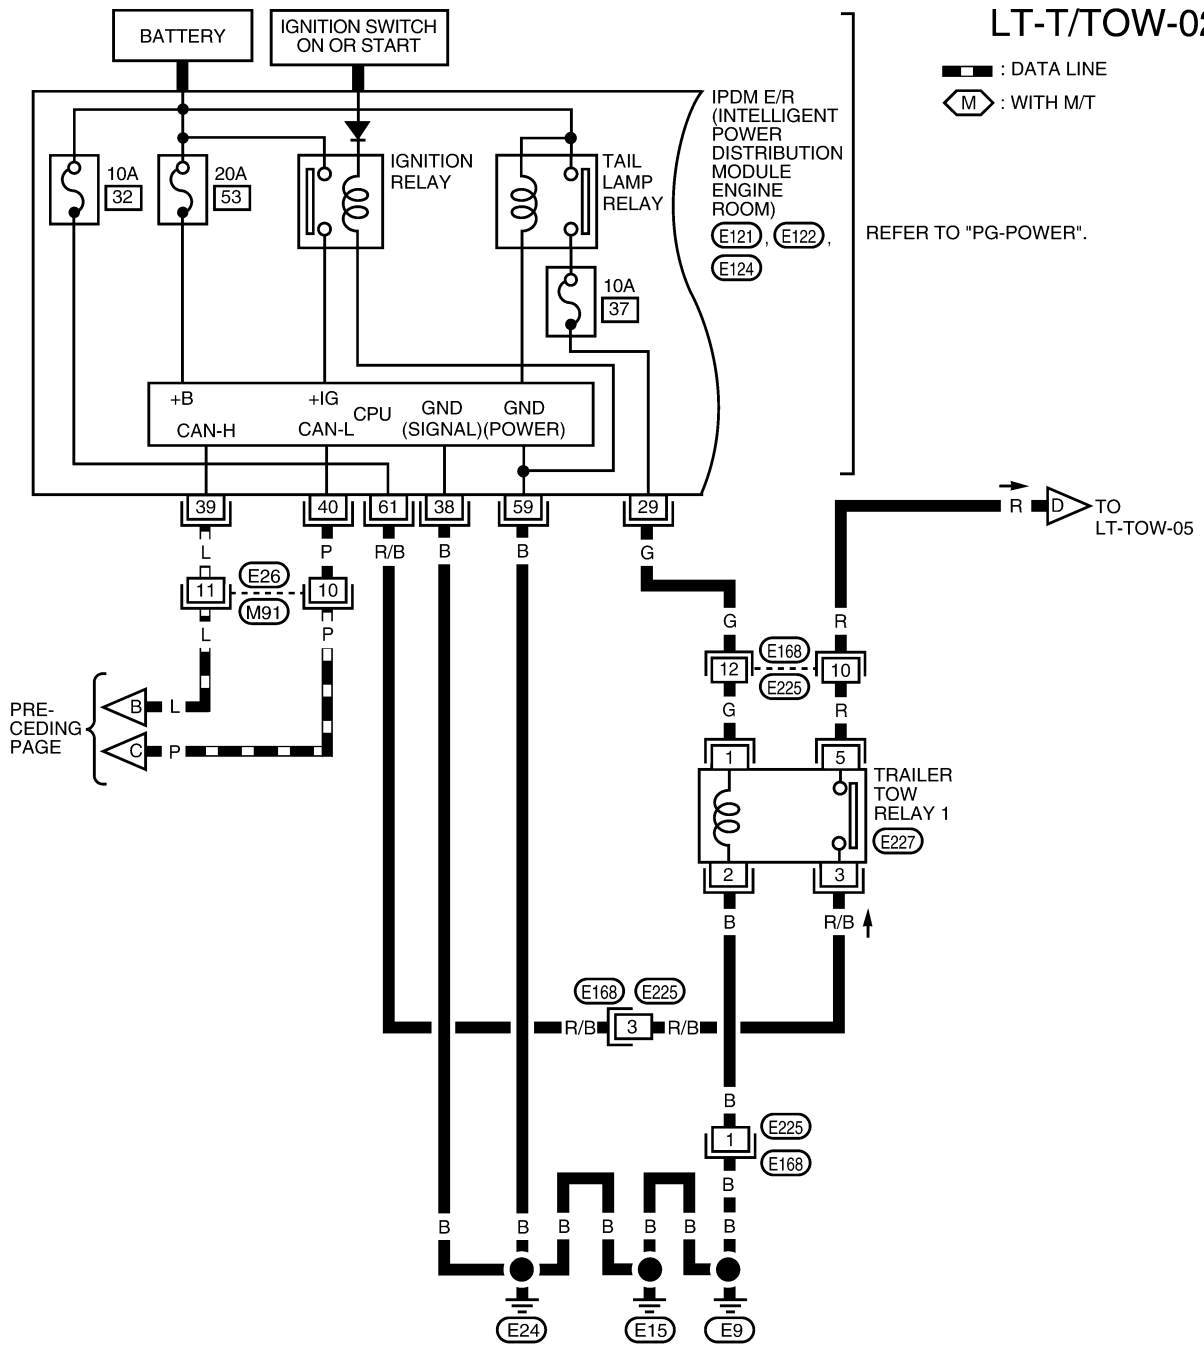 LT-T/TOW-02
BATTERY
IGNITION SWITCH
ON OR START
: DATA LINE
M : WITH M/T
IPDM E/R
(INTELLIGENT
POWER
DISTRIBUTION
MODULE
ENGINE
ROOM)
E121 , E122 ,
E124
REFER TO "PG-POWER".
10A
32
20A
53
IGNITION
RELAY
TAIL
LAMP
RELAY
10A
37
+B
+IG
CPU
GND
(SIGNAL)
GND
(POWER)
CAN-H
CAN-L
39 40 61 38 59 29
L P R/B B B G
R D TO
LT-TOW-05
11 E26 10
M91
L P
G R
12 E168 10
E225
G R
PRE-
CEDING
PAGE
B L
C P
1 5
TRAILER
TOW
RELAY 1
E227
2 3
B R/B
E168 E225
R/B 3 R/B
B
1 E225
E168
B
B B B B B B B
E24 E15 E9